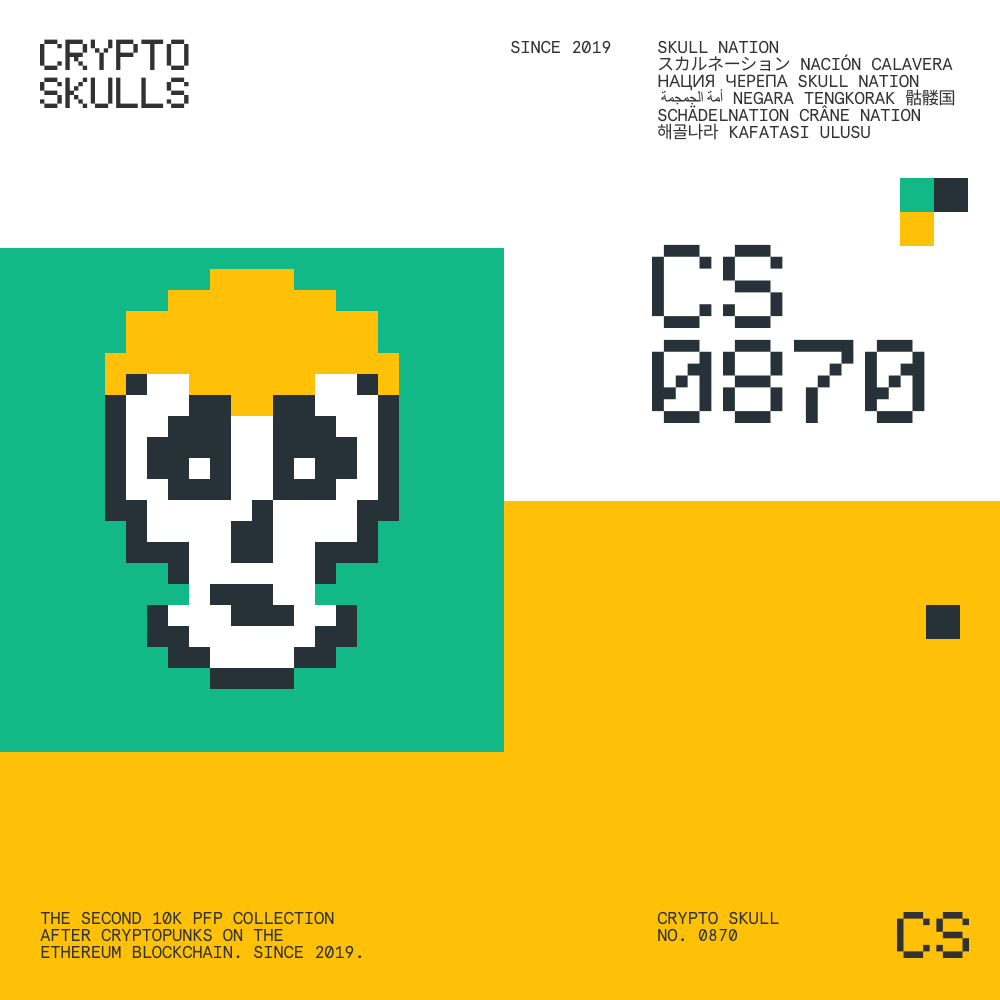 CRYPTO
SKULLS
SINCE 2019
SKULL NATION
スカルネーション NACIÓN CALAVERA
НАЦИЯ ЧЕРЕПА SKULL NATION
أمة الجمجمة NEGARA TENGKORAK 骷髅国
SCHÄDELNATION CRÂNE NATION
해골나라 KAFATASI ULUSU
CS
0870
THE SECOND 10K PFP COLLECTION
AFTER CRYPTOPUNKS ON THE
ETHEREUM BLOCKCHAIN. SINCE 2019.
CRYPTO SKULL
NO. 0870
CS